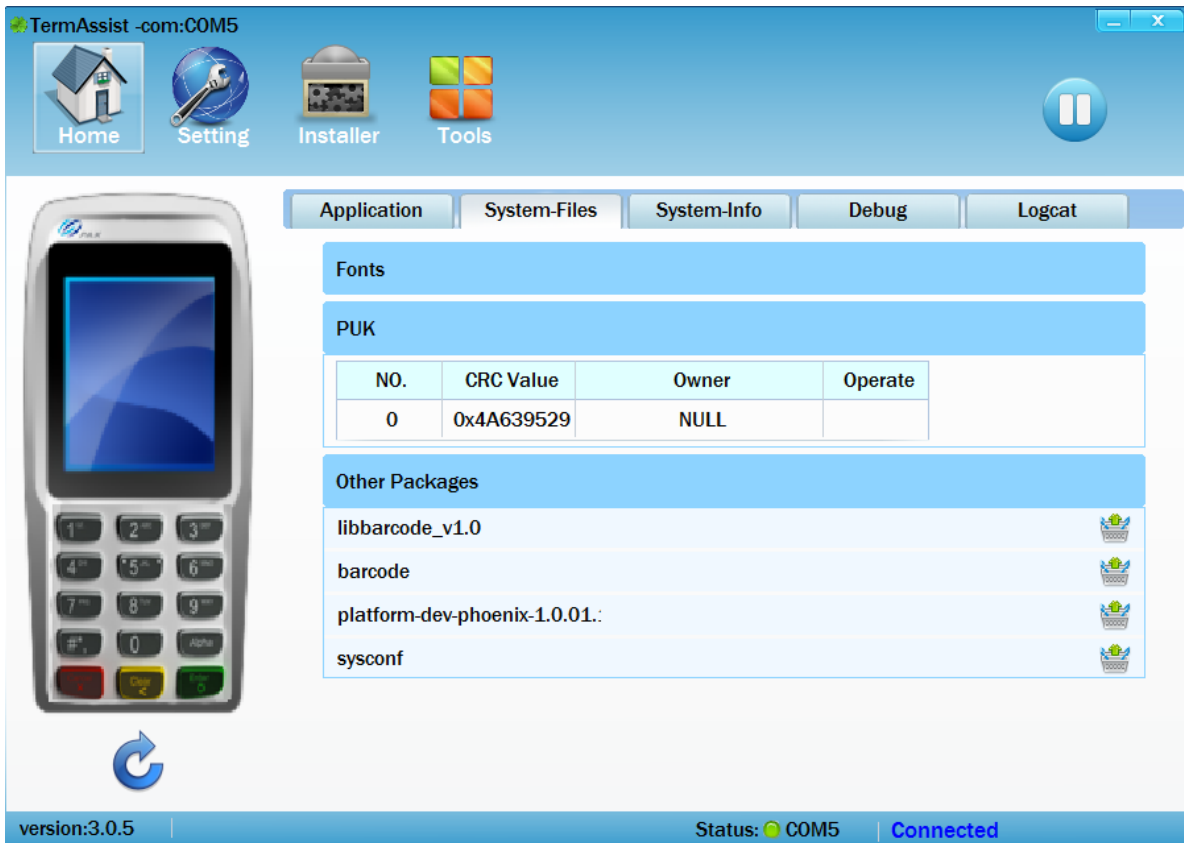 TermAssist -com:COM5
X
Home
Setting
Installer
Tools
Application
System-Files
System-Info
Debug
Logcat
PAX
Fonts
PUK
NO.
CRC Value
Owner
Operate
0
0x4A639529
NULL
Other Packages
libbarcode_v1.0
barcode
platform-dev-phoenix-1.0.01.
sysconf
1
2
3
4
5
6
7
8
9
0
Alpha
Clear
Enter
version:3.0.5
Status:
COM5
Connected